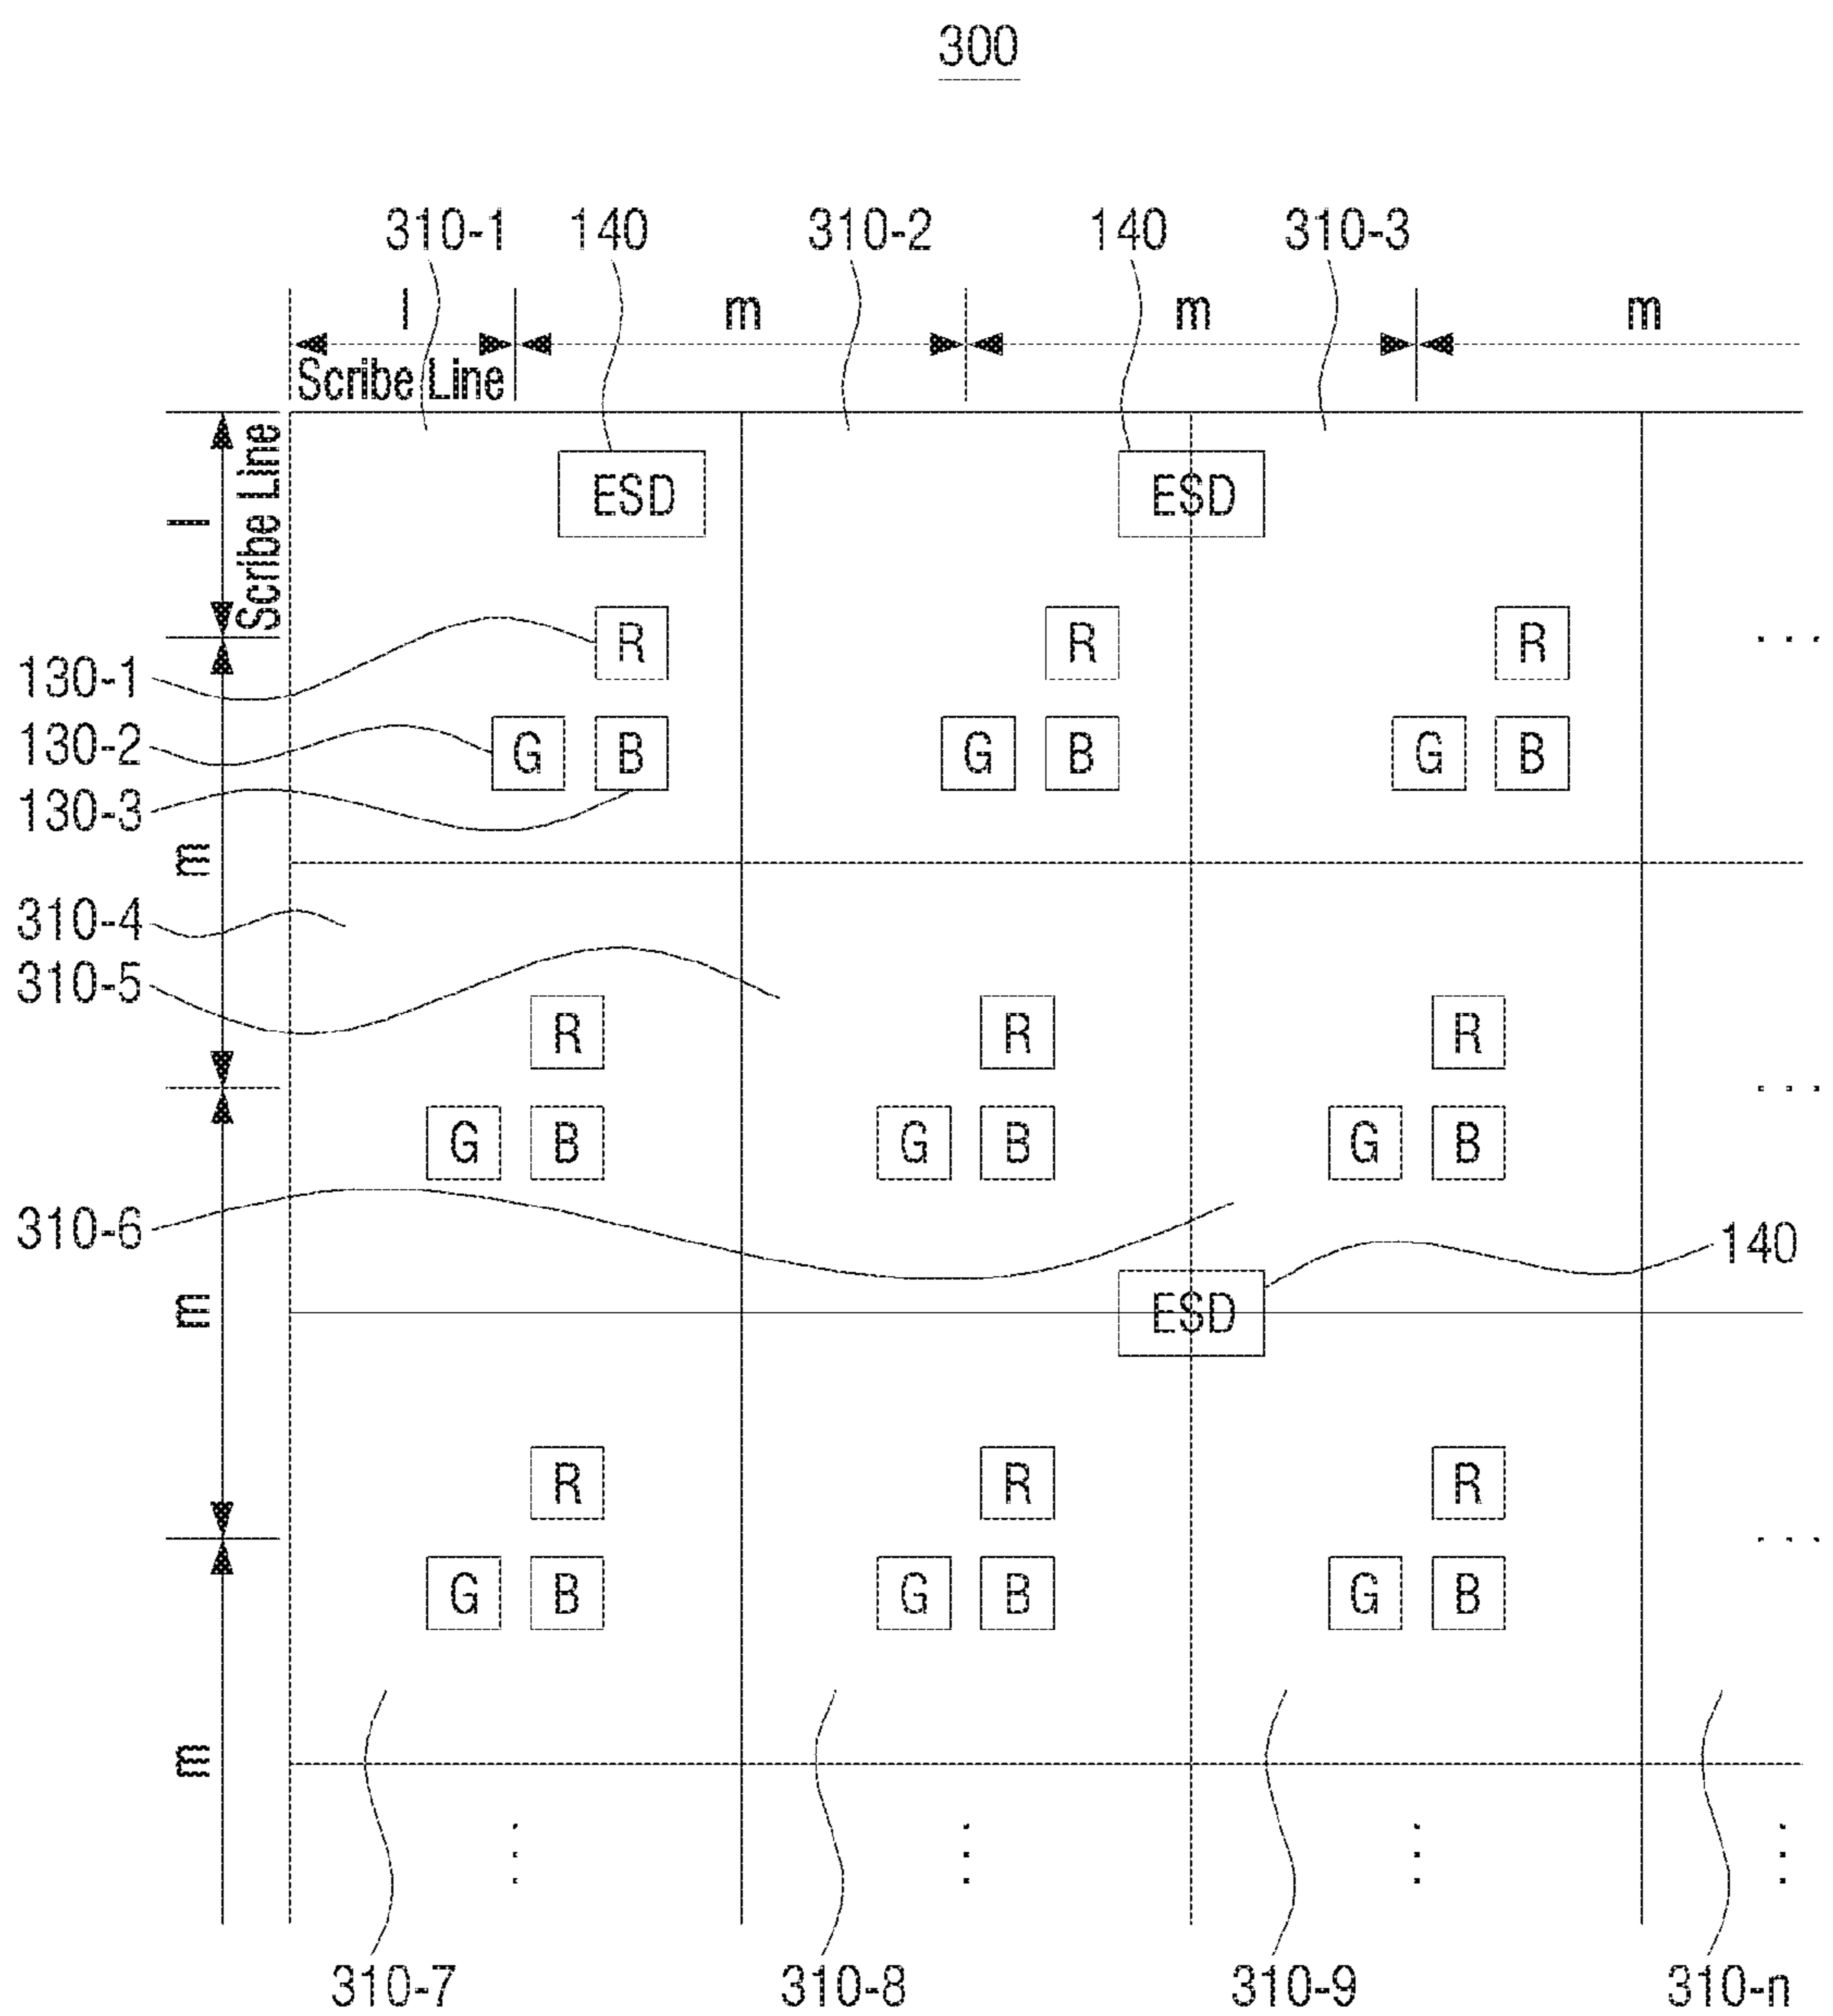 300
310-1 140 310-2 140 310-3
l m m m
Scribe Line
l
Scribe Line
ESD ESD
R R R ...
130-1
130-2
G B G B G B
130-3
m
310-4
310-5
R R R
...
G B G B G B
310-6
140
m
ESD
R R R
...
G B G B G B
m
310-7 310-8 310-9 310-n